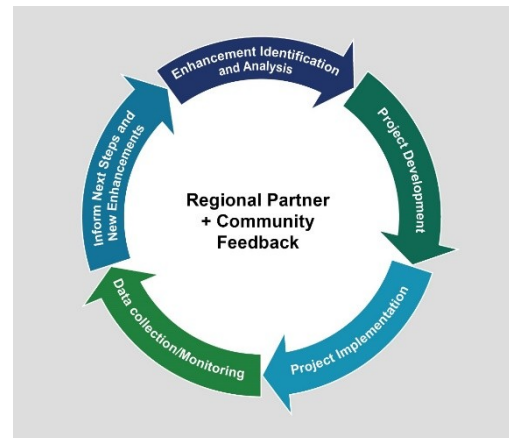 Enhancement Identification
and Analysis
Project Development
Project Implementation
Data collection/Monitoring
Inform Next Steps and
New Enhancements
Regional Partner
+ Community
Feedback